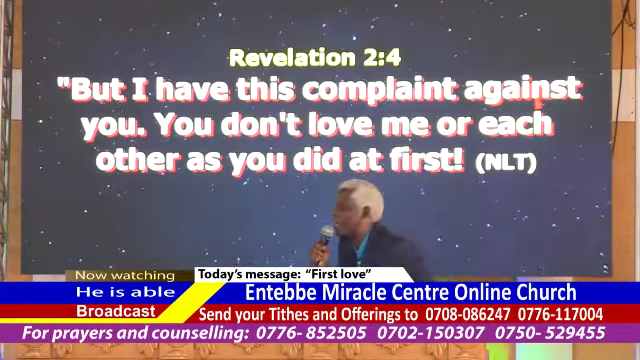 Revelation 2:4
"But I have this complaint against
you. You don't love me or each
other as you did at first! (NLT)
Now watching
Today's message: "First love"
He is able
Entebbe Miracle Centre Online Church
Broadcast
Send your Tithes and Offerings to 0708-086247 0776-117004
For prayers and counselling: 0776- 852505 0702-150307 0750- 529455